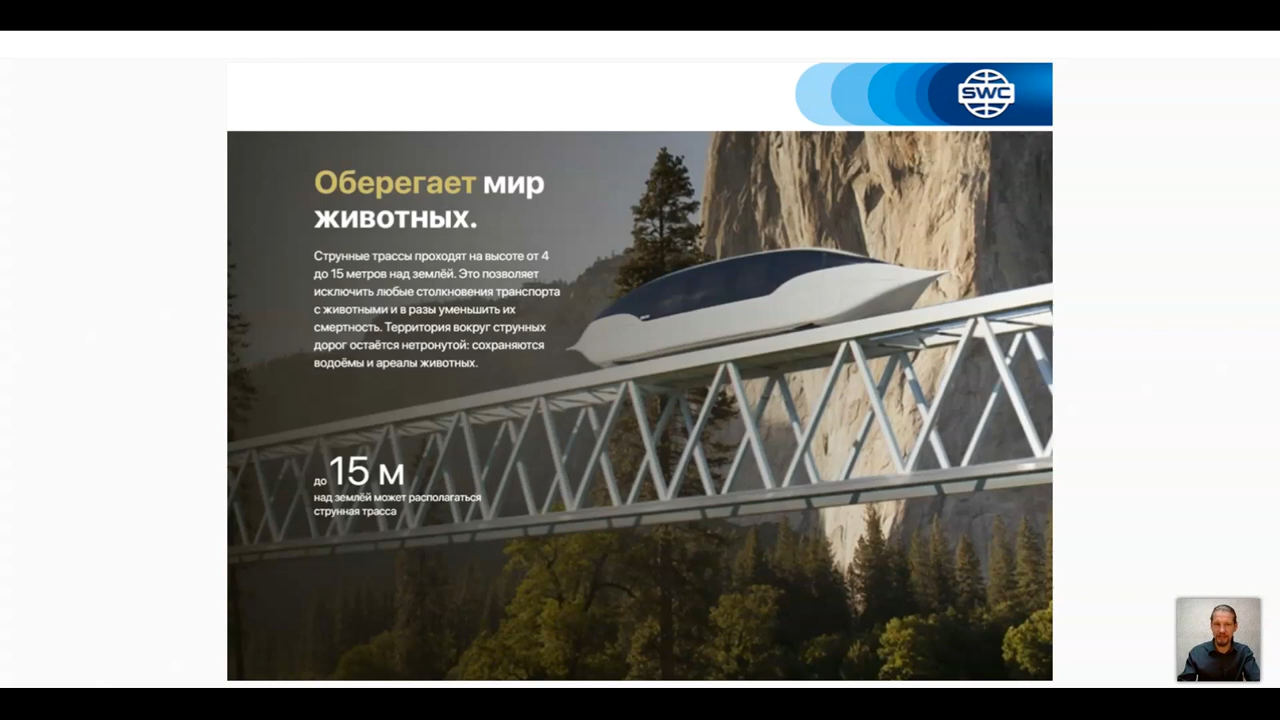 SWC
Оберегает мир
животных.
Струнные трассы проходят на высоте от 4
до 15 метров над землёй. Это позволяет
исключить любые столкновения транспорта
с животными и в разы уменьшить их
смертность. Территория вокруг струнных
дорог остаётся нетронутой: сохраняются
водоёмы и ареалы животных.
до 15 м
над землёй может располагаться
струнная трасса